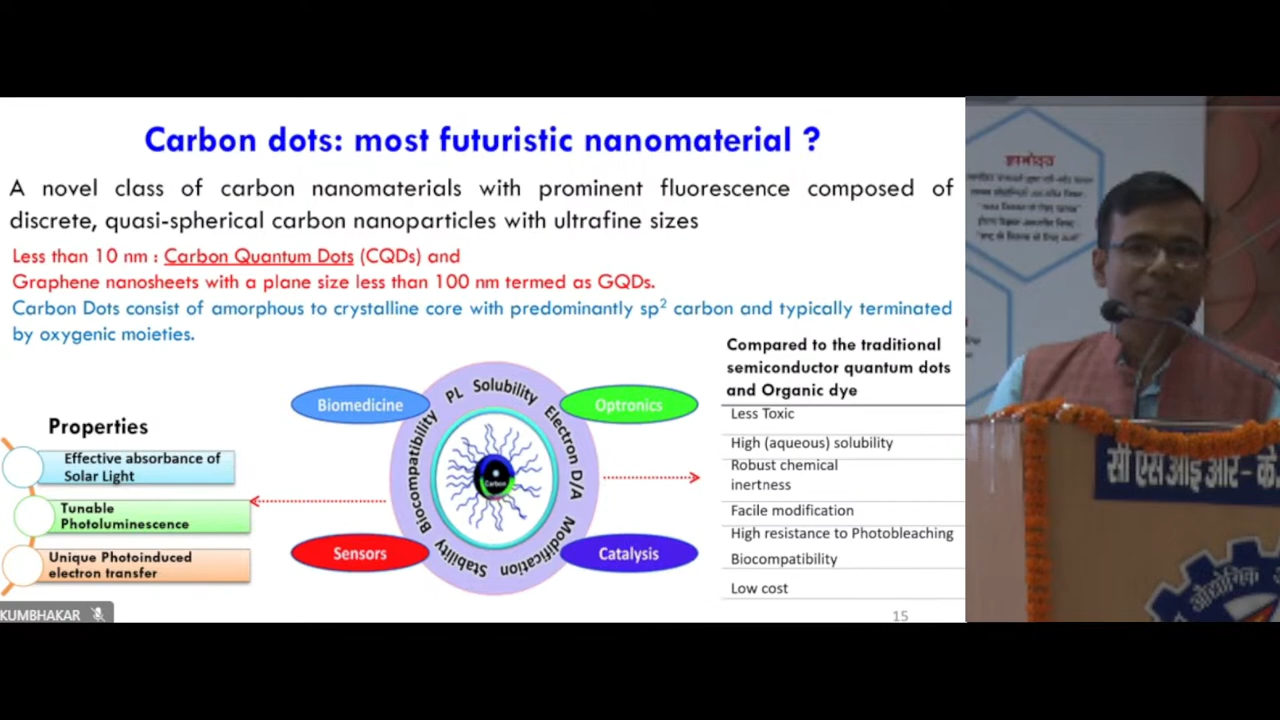 Carbon dots: most futuristic nanomaterial ?
A novel class of carbon nanomaterials with prominent fluorescence composed of
discrete, quasi-spherical carbon nanoparticles with ultrafine sizes
Less than 10 nm : Carbon Quantum Dots (CQDs) and
Graphene nanosheets with a plane size less than 100 nm termed as GQDs.
Carbon Dots consist of amorphous to crystalline core with predominantly sp² carbon and typically terminated
by oxygenic moieties.
Properties
Effective absorbance of
Solar Light
Tunable
Photoluminescence
Unique Photoinduced
electron transfer
Biomedicine
Optronics
Sensors
Catalysis
PL
Solubility
Electron D/A
Modification
Stability
Biocompatibility
Carbon
Compared to the traditional
semiconductor quantum dots
and Organic dye
Less Toxic
High (aqueous) solubility
Robust chemical
inertness
Facile modification
High resistance to Photobleaching
Biocompatibility
Low cost
15
KUMBHAKAR
सी एस आई आर - के
औद्योगिक